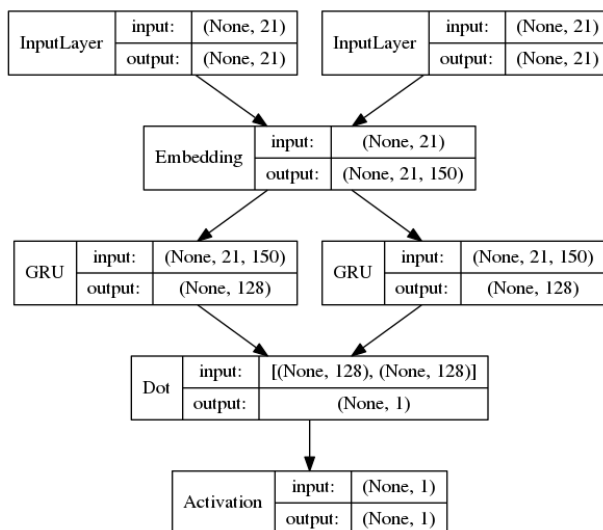 InputLayer
input: (None, 21)
output: (None, 21)
InputLayer
input: (None, 21)
output: (None, 21)
Embedding
input: (None, 21)
output: (None, 21, 150)
GRU
input: (None, 21, 150)
output: (None, 128)
GRU
input: (None, 21, 150)
output: (None, 128)
Dot
input: [(None, 128), (None, 128)]
output: (None, 1)
Activation
input: (None, 1)
output: (None, 1)